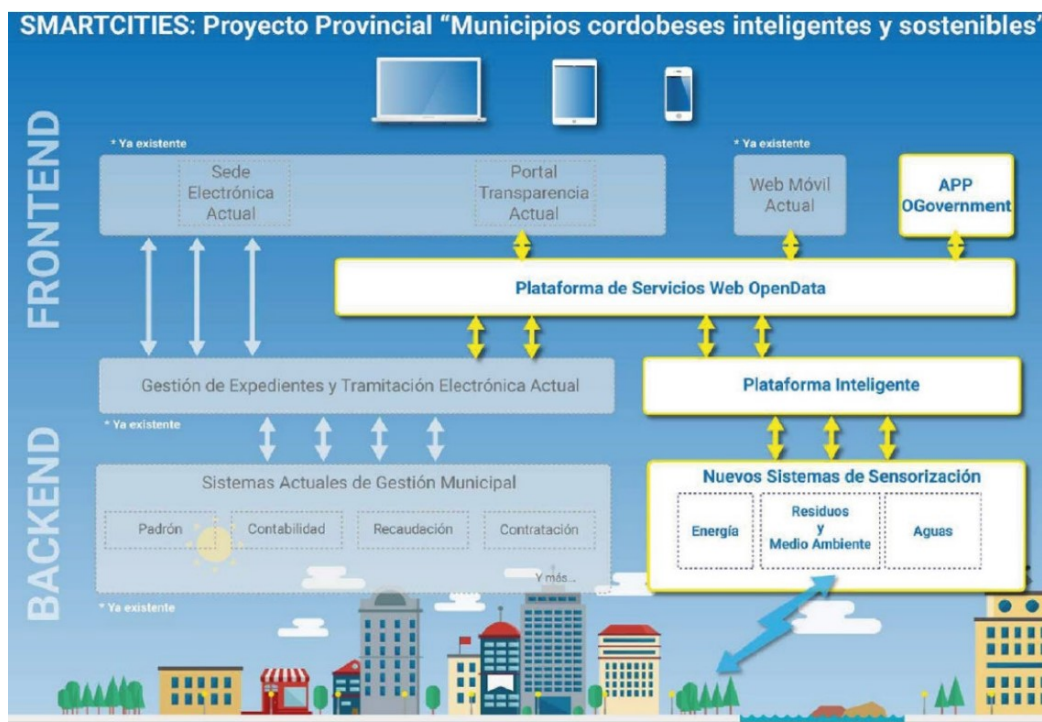 SMARTCITIES: Proyecto Provincial “Municipios cordobeses inteligentes y sostenibles”
FRONTEND
* Ya existente
* Ya existente
Sede
Electrónica
Actual
Portal
Transparencia
Actual
Web Móvil
Actual
APP
OGovernment
Plataforma de Servicios Web OpenData
Gestión de Expedientes y Tramitación Electrónica Actual
Plataforma Inteligente
* Ya existente
BACKEND
Sistemas Actuales de Gestión Municipal
Padrón
Contabilidad
Recaudación
Contratación
Y más...
* Ya existente
Nuevos Sistemas de Sensorización
Energía
Residuos
y
Medio Ambiente
Aguas